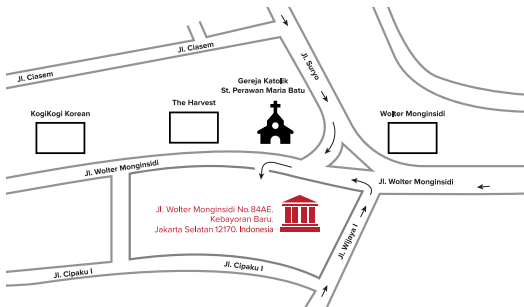 Jl. Ciasem
Jl. Ciasem
Jl. Suryo
Gereja Katolik
St. Perawan Maria Batu
KogiKogi Korean
The Harvest
Wolter Monginsidi
Jl. Wolter Monginsidi
Jl. Wolter Monginsidi
Jl. Wolter Monginsidi No.84AE.
Kebayoran Baru.
Jakarta Selatan 12170. Indonesia
Jl. Wijaya I
Jl. Cipaku I
Jl. Cipaku I